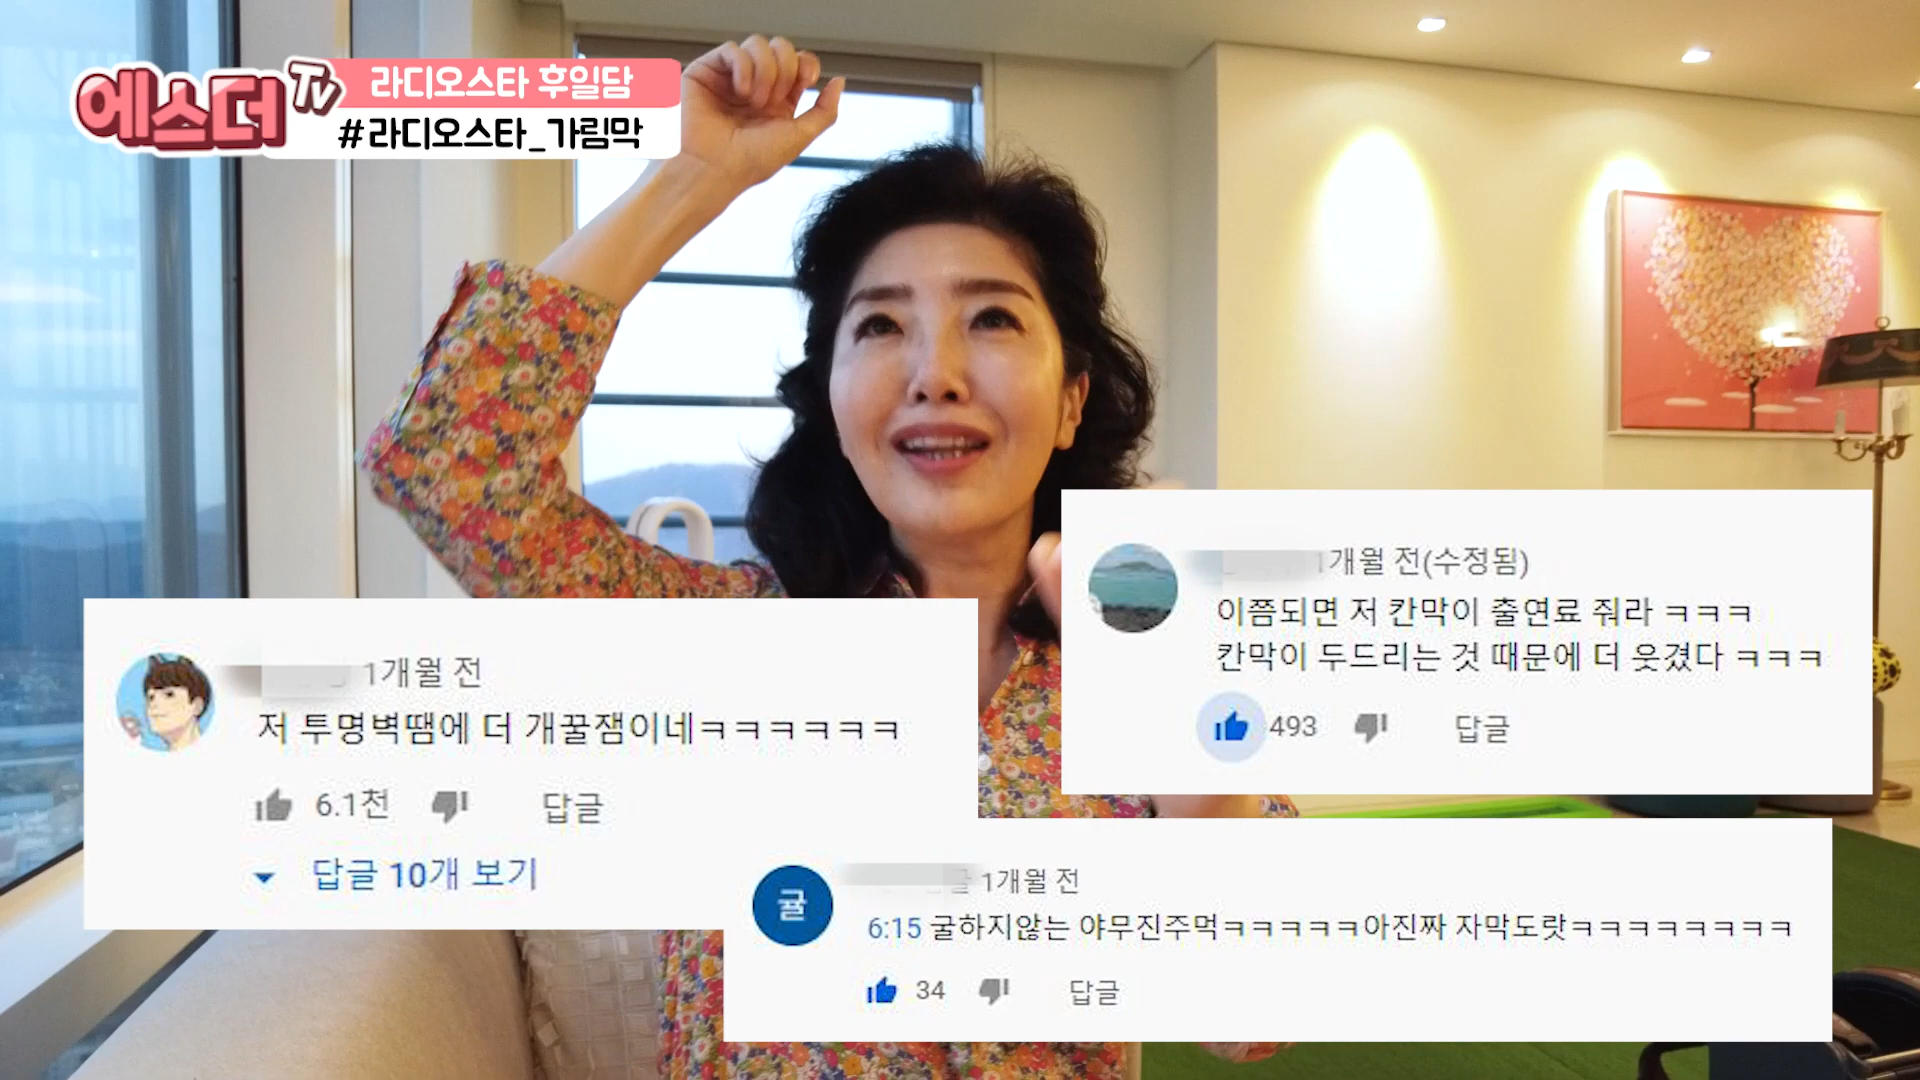 에스더TV
라디오스타 후일담
#라디오스타_가림막
1개월 전(수정됨)
이쯤되면 저 칸막이 출연료 줘라 ㅋㅋㅋ
칸막이 두드리는 것 때문에 더 웃겼다 ㅋㅋㅋ
493 답글
1개월 전
저 투명벽땜에 더 개꿀잼이네ㅋㅋㅋㅋㅋㅋ
6.1천 답글
답글 10개 보기
귤
1개월 전
6:15 굴하지않는 야무진주먹ㅋㅋㅋㅋㅋ아진짜 자막도랏ㅋㅋㅋㅋㅋㅋㅋㅋ
34 답글